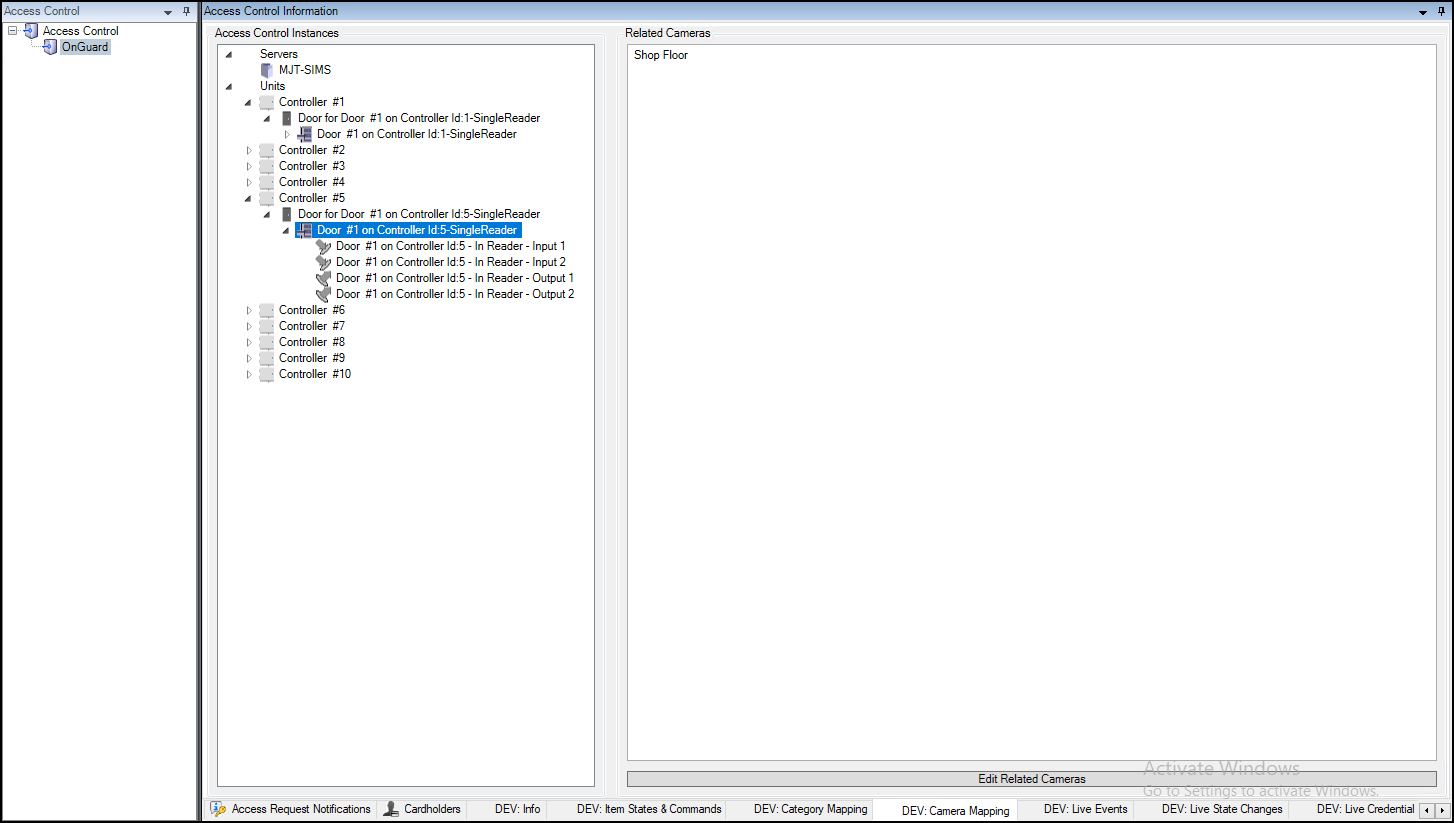 Access Control
Access Control
OnGuard
Access Control Information
Access Control Instances
Servers
MJT-SIMS
Units
Controller #1
Door for Door #1 on Controller Id:1-SingleReader
Door #1 on Controller Id:1-SingleReader
Controller #2
Controller #3
Controller #4
Controller #5
Door for Door #1 on Controller Id:5-SingleReader
Door #1 on Controller Id:5-SingleReader
Door #1 on Controller Id:5 - In Reader - Input 1
Door #1 on Controller Id:5 - In Reader - Input 2
Door #1 on Controller Id:5 - In Reader - Output 1
Door #1 on Controller Id:5 - In Reader - Output 2
Controller #6
Controller #7
Controller #8
Controller #9
Controller #10
Related Cameras
Shop Floor
Edit Related Cameras
Activate Windows
Go to Settings to activate Windows.
Access Request Notifications Cardholders DEV: Info DEV: Item States & Commands DEV: Category Mapping DEV: Camera Mapping DEV: Live Events DEV: Live State Changes DEV: Live Credential